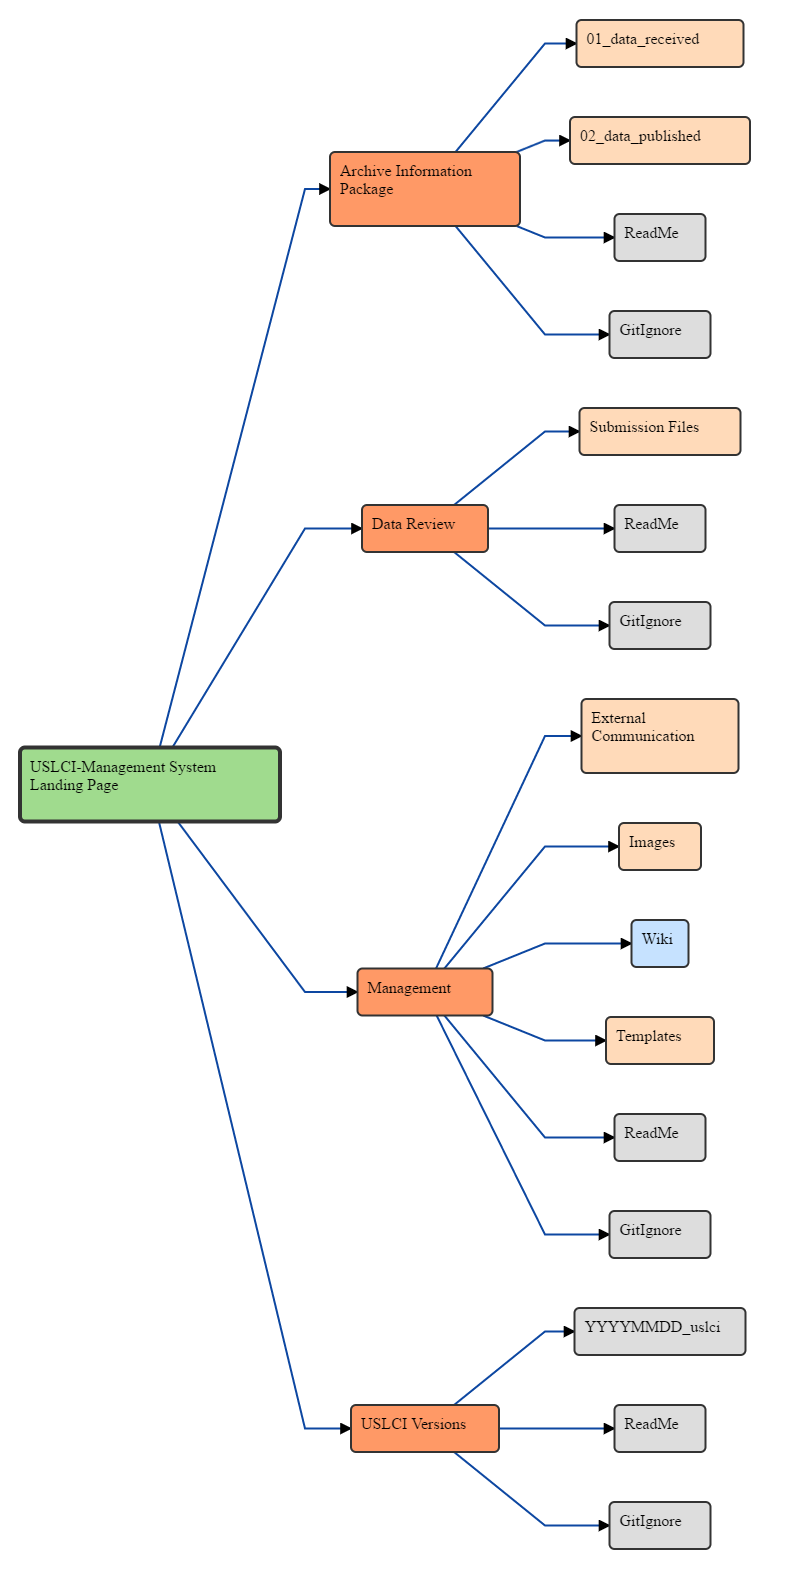 01_data_received
02_data_published
Archive Information
Package
ReadMe
GitIgnore
Submission Files
Data Review
ReadMe
GitIgnore
External
Communication
USLCI-Management System
Landing Page
Images
Wiki
Management
Templates
ReadMe
GitIgnore
YYYYMMDD_uslci
USLCI Versions
ReadMe
GitIgnore